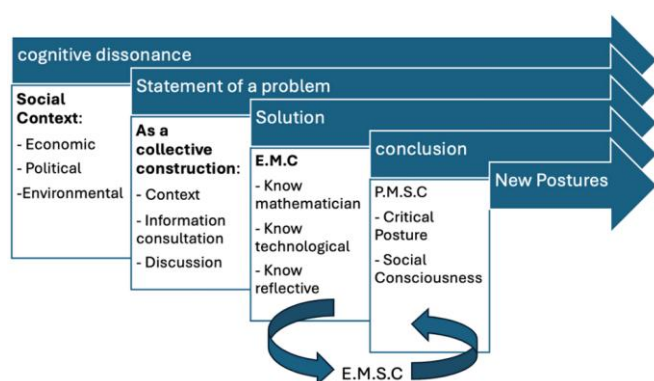 cognitive dissonance
Social
Context:
- Economic
- Political
-Environmental
Statement of a problem
As a
collective
construction:
- Context
- Information
consultation
- Discussion
Solution
E.M.C
- Know
mathematician
- Know
technological
- Know
reflective
conclusion
P.M.S.C
- Critical
Posture
- Social
Consciousness
New Postures
E.M.S.C